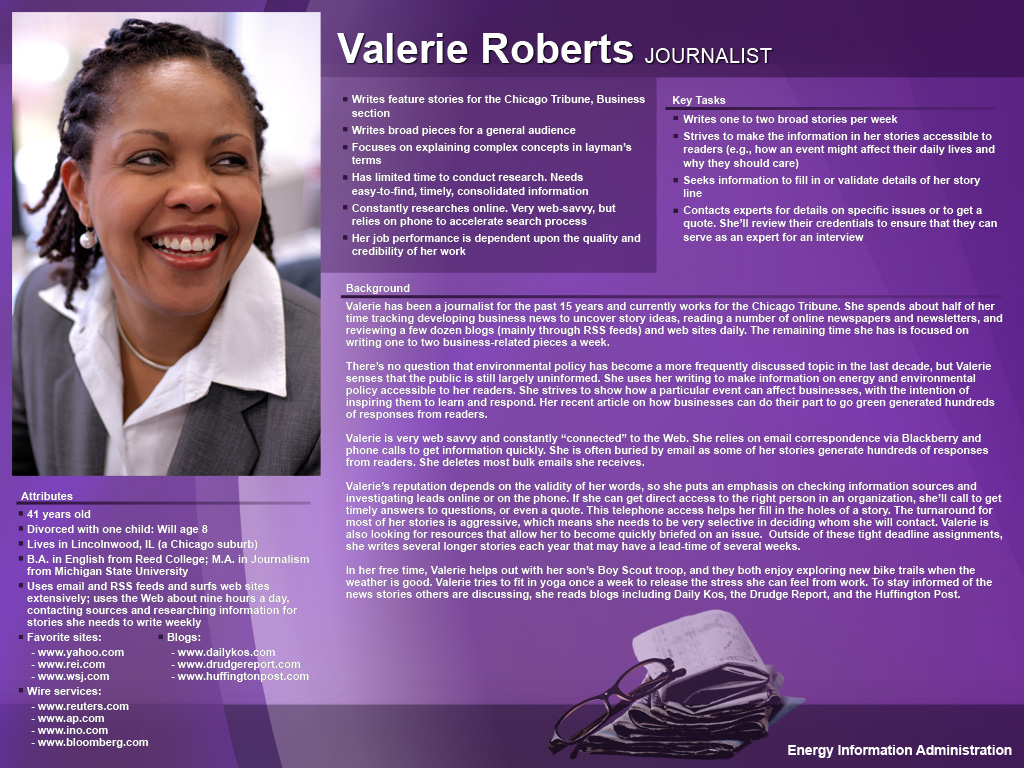 Valerie Roberts JOURNALIST
Writes feature stories for the Chicago Tribune, Business
section
Writes broad pieces for a general audience
Focuses on explaining complex concepts in layman's
terms
Has limited time to conduct research. Needs
easy-to-find, timely, consolidated information
Constantly researches online. Very web-savvy, but
relies on phone to accelerate search process
Her job performance is dependent upon the quality and
credibility of her work
Key Tasks
Writes one to two broad stories per week
Strives to make the information in her stories accessible to
readers (e.g., how an event might affect their daily lives and
why they should care)
Seeks information to fill in or validate details of her story
line
Contacts experts for details on specific issues or to get a
quote. She'll review their credentials to ensure that they can
serve as an expert for an interview
Background
Valerie has been a journalist for the past 15 years and currently works for the Chicago Tribune. She spends about half of her
time tracking developing business news to uncover story ideas, reading a number of online newspapers and newsletters, and
reviewing a few dozen blogs (mainly through RSS feeds) and web sites daily. The remaining time she has is focused on
writing one to two business-related pieces a week.
There's no question that environmental policy has become a more frequently discussed topic in the last decade, but Valerie
senses that the public is still largely uninformed. She uses her writing to make information on energy and environmental
policy accessible to her readers. She strives to show how a particular event can affect businesses, with the intention of
inspiring them to learn and respond. Her recent article on how businesses can do their part to go green generated hundreds
of responses from readers.
Valerie is very web savvy and constantly “connected” to the Web. She relies on email correspondence via Blackberry and
phone calls to get information quickly. She is often buried by email as some of her stories generate hundreds of responses
from readers. She deletes most bulk emails she receives.
Valerie's reputation depends on the validity of her words, so she puts an emphasis on checking information sources and
investigating leads online or on the phone. If she can get direct access to the right person in an organization, she'll call to get
timely answers to questions, or even a quote. This telephone access helps her fill in the holes of a story. The turnaround for
most of her stories is aggressive, which means she needs to be very selective in deciding whom she will contact. Valerie is
also looking for resources that allow her to become quickly briefed on an issue. Outside of these tight deadline assignments,
she writes several longer stories each year that may have a lead-time of several weeks.
In her free time, Valerie helps out with her son's Boy Scout troop, and they both enjoy exploring new bike trails when the
weather is good. Valerie tries to fit in yoga once a week to release the stress she can feel from work. To stay informed of the
news stories others are discussing, she reads blogs including Daily Kos, the Drudge Report, and the Huffington Post.
Attributes
41 years old
Divorced with one child: Will age 8
Lives in Lincolnwood, IL (a Chicago suburb)
B.A. in English from Reed College; M.A. in Journalism
from Michigan State University
Uses email and RSS feeds and surfs web sites
extensively; uses the Web about nine hours a day,
contacting sources and researching information for
stories she needs to write weekly
Favorite sites:
- www.yahoo.com
- www.rei.com
- www.wsj.com
Blogs:
- www.dailykos.com
- www.drudgereport.com
- www.huffingtonpost.com
Wire services:
- www.reuters.com
- www.ap.com
- www.ino.com
- www.bloomberg.com
Energy Information Administration